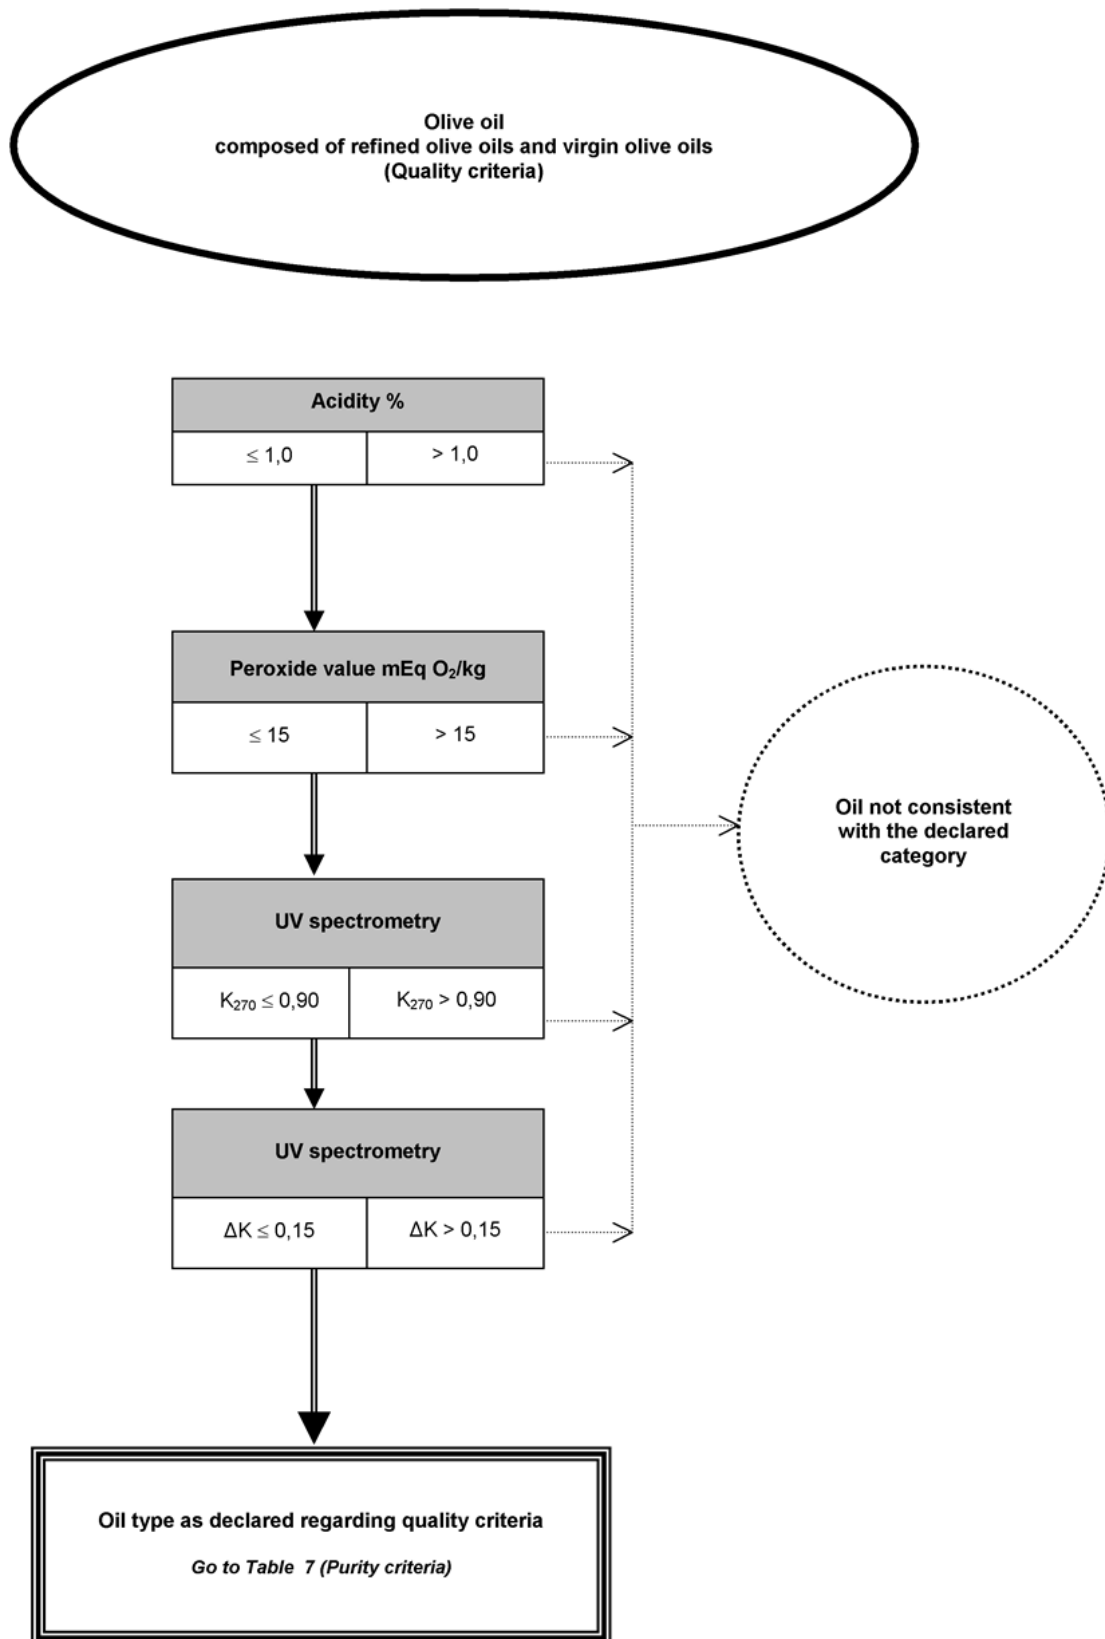 Olive oil
composed of refined olive oils and virgin olive oils
(Quality criteria)
Acidity %
≤ 1,0
> 1,0
Peroxide value mEq O₂/kg
≤ 15
> 15
Oil not consistent
with the declared
category
UV spectrometry
K₂₇₀ ≤ 0,90
K₂₇₀ > 0,90
UV spectrometry
ΔK ≤ 0,15
ΔK > 0,15
Oil type as declared regarding quality criteria
Go to Table 7 (Purity criteria)